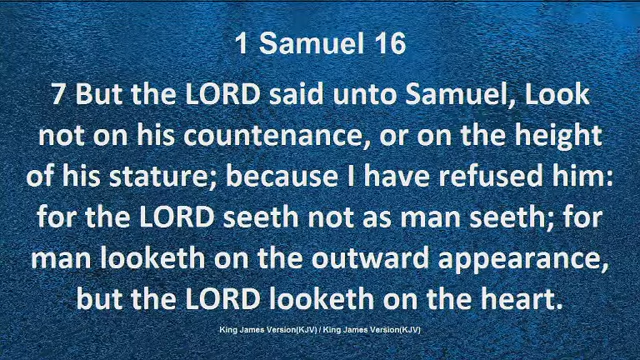 1 Samuel 16
7 But the LORD said unto Samuel, Look
not on his countenance, or on the height
of his stature; because I have refused him:
for the LORD seeth not as man seeth; for
man looketh on the outward appearance,
but the LORD looketh on the heart.
King James Version(KJV) / King James Version(KJV)